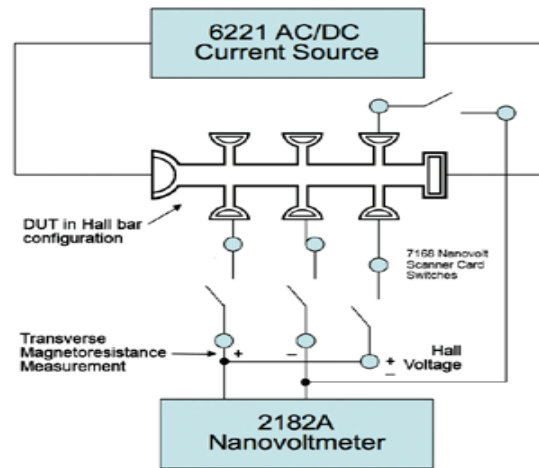 6221 AC/DC
Current Source
DUT in Hall bar
configuration
7168 Nanovolt
Scanner Card
Switches
Transverse
Magnetoresistance
Measurement
+
−
+
−
Hall
Voltage
2182A
Nanovoltmeter